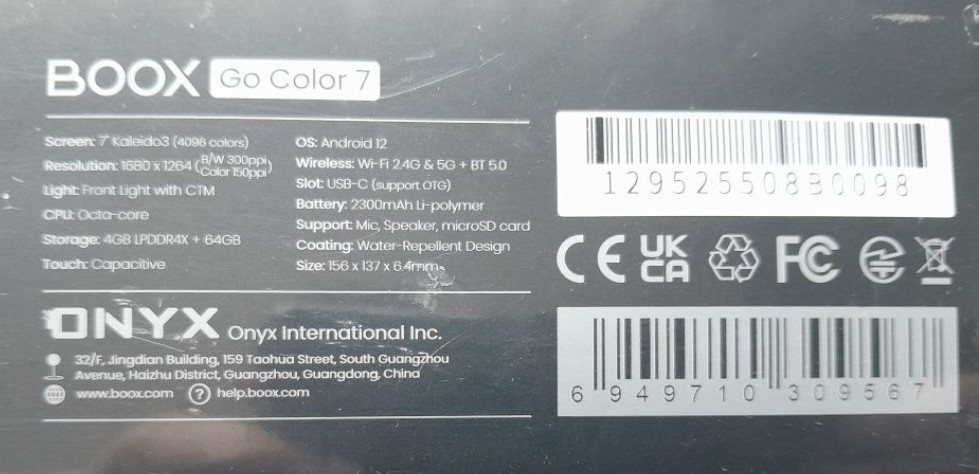 BOOX Go Color 7
Screen: 7" Kaleido3 (4096 colors)
Resolution: 1680 x 1264 (B/W 300ppi Color 150ppi)
Light: Front Light with CTM
CPU: Octa-core
Storage: 4GB LPDDR4X + 64GB
Touch: Capacitive
OS: Android 12
Wireless: Wi-Fi 2.4G & 5G + BT 5.0
Slot: USB-C (support OTG)
Battery: 2300mAh Li-polymer
Support: Mic, Speaker, microSD card
Coating: Water-Repellent Design
Size: 156 x 137 x 6.4mm
ONYX Onyx International Inc.
32/F, Jingdian Building, 159 Taohua Street, South Guangzhou
Avenue, Haizhu District, Guangzhou, Guangdong, China
www.boox.com ? help.boox.com
129525508B0098
CE UK CA FC
6 949710 309567